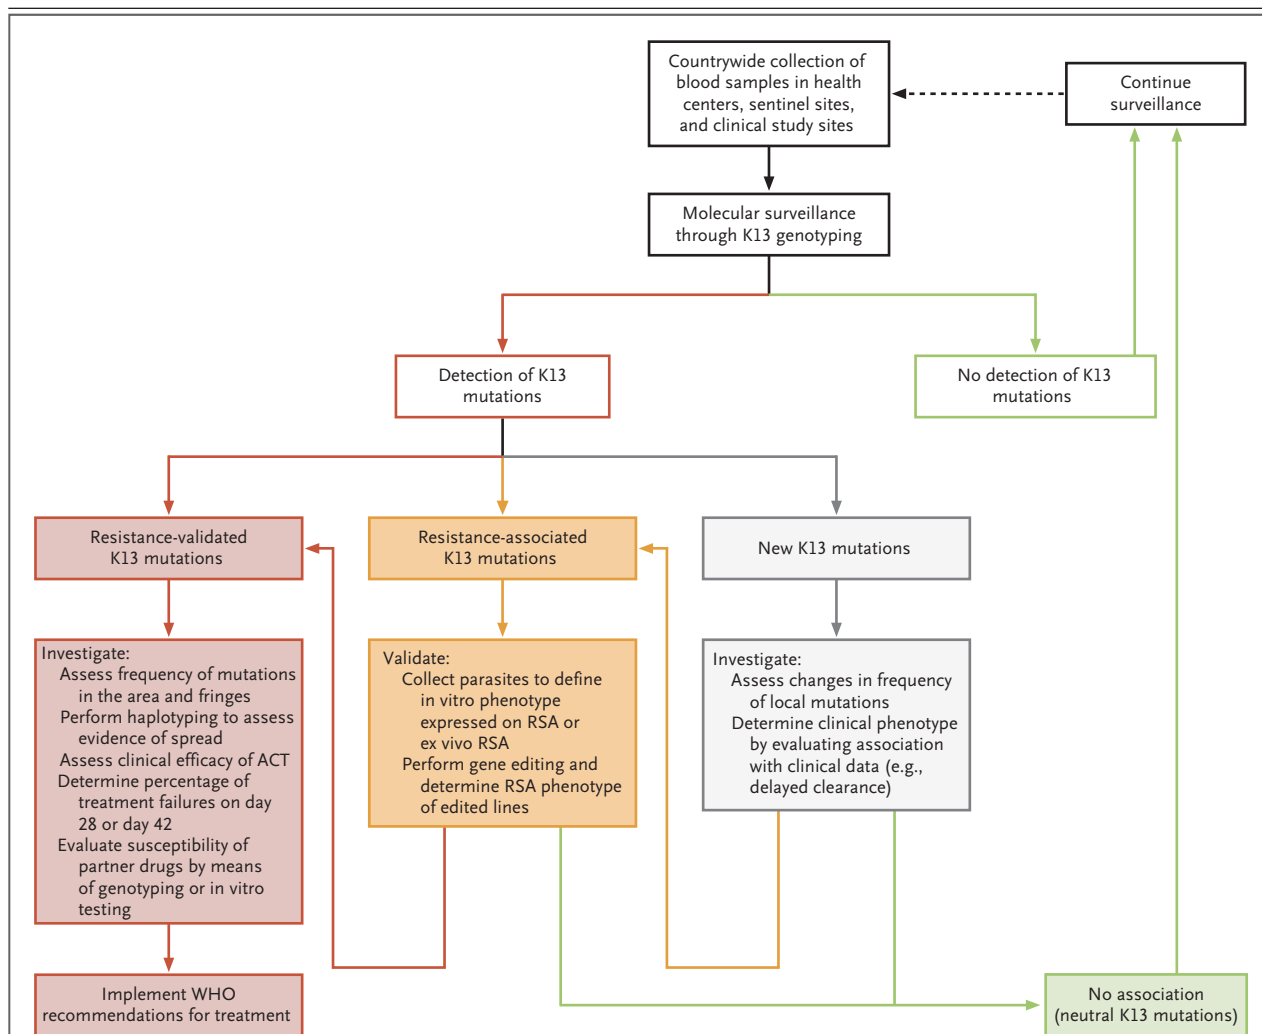 Countrywide collection of
blood samples in health
centers, sentinel sites,
and clinical study sites
Continue
surveillance
Molecular surveillance
through K13 genotyping
Detection of K13
mutations
No detection of K13
mutations
Resistance-validated
K13 mutations
Resistance-associated
K13 mutations
New K13 mutations
Investigate:
Assess frequency of mutations
in the area and fringes
Perform haplotyping to assess
evidence of spread
Assess clinical efficacy of ACT
Determine percentage of
treatment failures on day
28 or day 42
Evaluate susceptibility of
partner drugs by means
of genotyping or in vitro
testing
Validate:
Collect parasites to define
in vitro phenotype
expressed on RSA or
ex vivo RSA
Perform gene editing and
determine RSA phenotype
of edited lines
Investigate:
Assess changes in frequency
of local mutations
Determine clinical phenotype
by evaluating association
with clinical data (e.g.,
delayed clearance)
Implement WHO
recommendations for treatment
No association
(neutral K13 mutations)